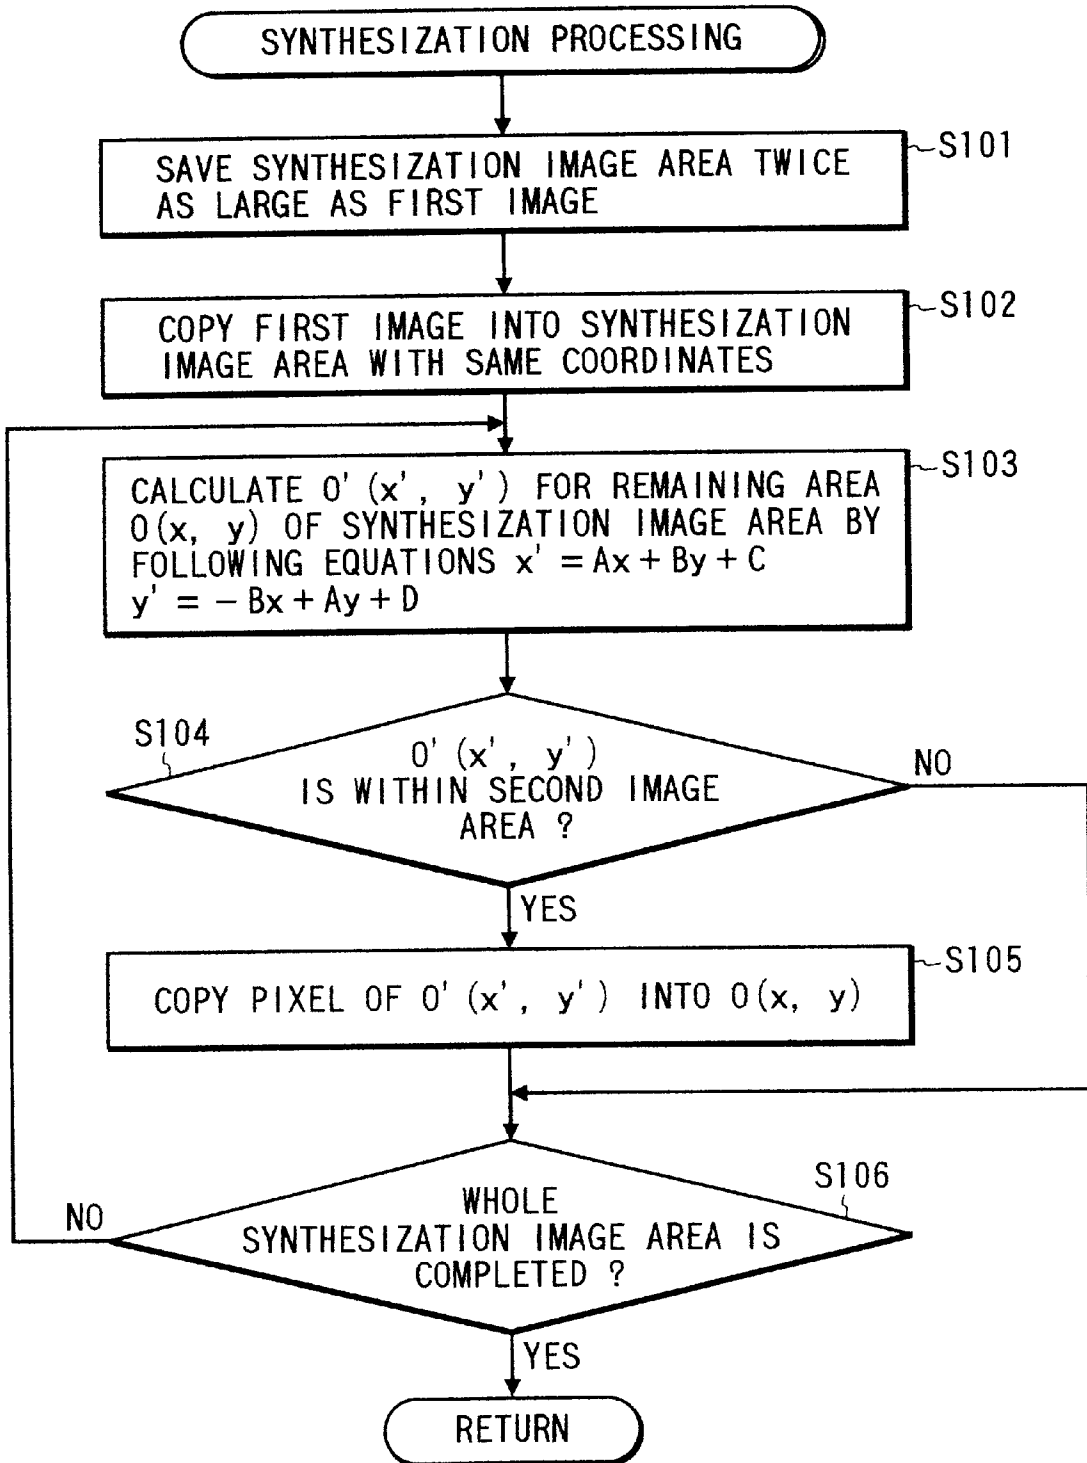 SYNTHESIZATION PROCESSING
S101
SAVE SYNTHESIZATION IMAGE AREA TWICE
AS LARGE AS FIRST IMAGE
S102
COPY FIRST IMAGE INTO SYNTHESIZATION
IMAGE AREA WITH SAME COORDINATES
S103
CALCULATE O' (x', y') FOR REMAINING AREA
O(x, y) OF SYNTHESIZATION IMAGE AREA BY
FOLLOWING EQUATIONS x' = Ax + By + C
y' = − Bx + Ay + D
S104
O' (x', y')
IS WITHIN SECOND IMAGE
AREA ?
NO
YES
S105
COPY PIXEL OF O' (x', y') INTO O(x, y)
S106
WHOLE
SYNTHESIZATION IMAGE AREA IS
COMPLETED ?
NO
YES
RETURN